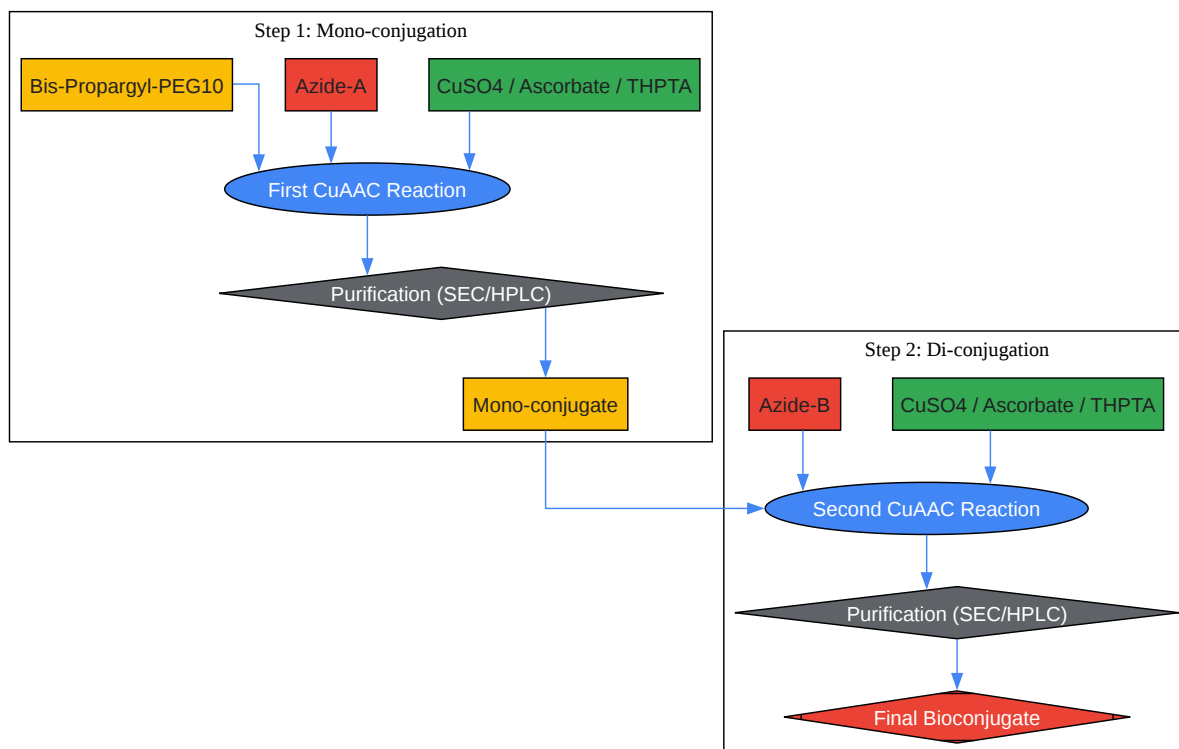 Step 1: Mono-conjugation
Bis-Propargyl-PEG10
Azide-A
CuSO4 / Ascorbate / THPTA
First CuAAC Reaction
Purification (SEC/HPLC)
Mono-conjugate
Step 2: Di-conjugation
Azide-B
CuSO4 / Ascorbate / THPTA
Second CuAAC Reaction
Purification (SEC/HPLC)
Final Bioconjugate